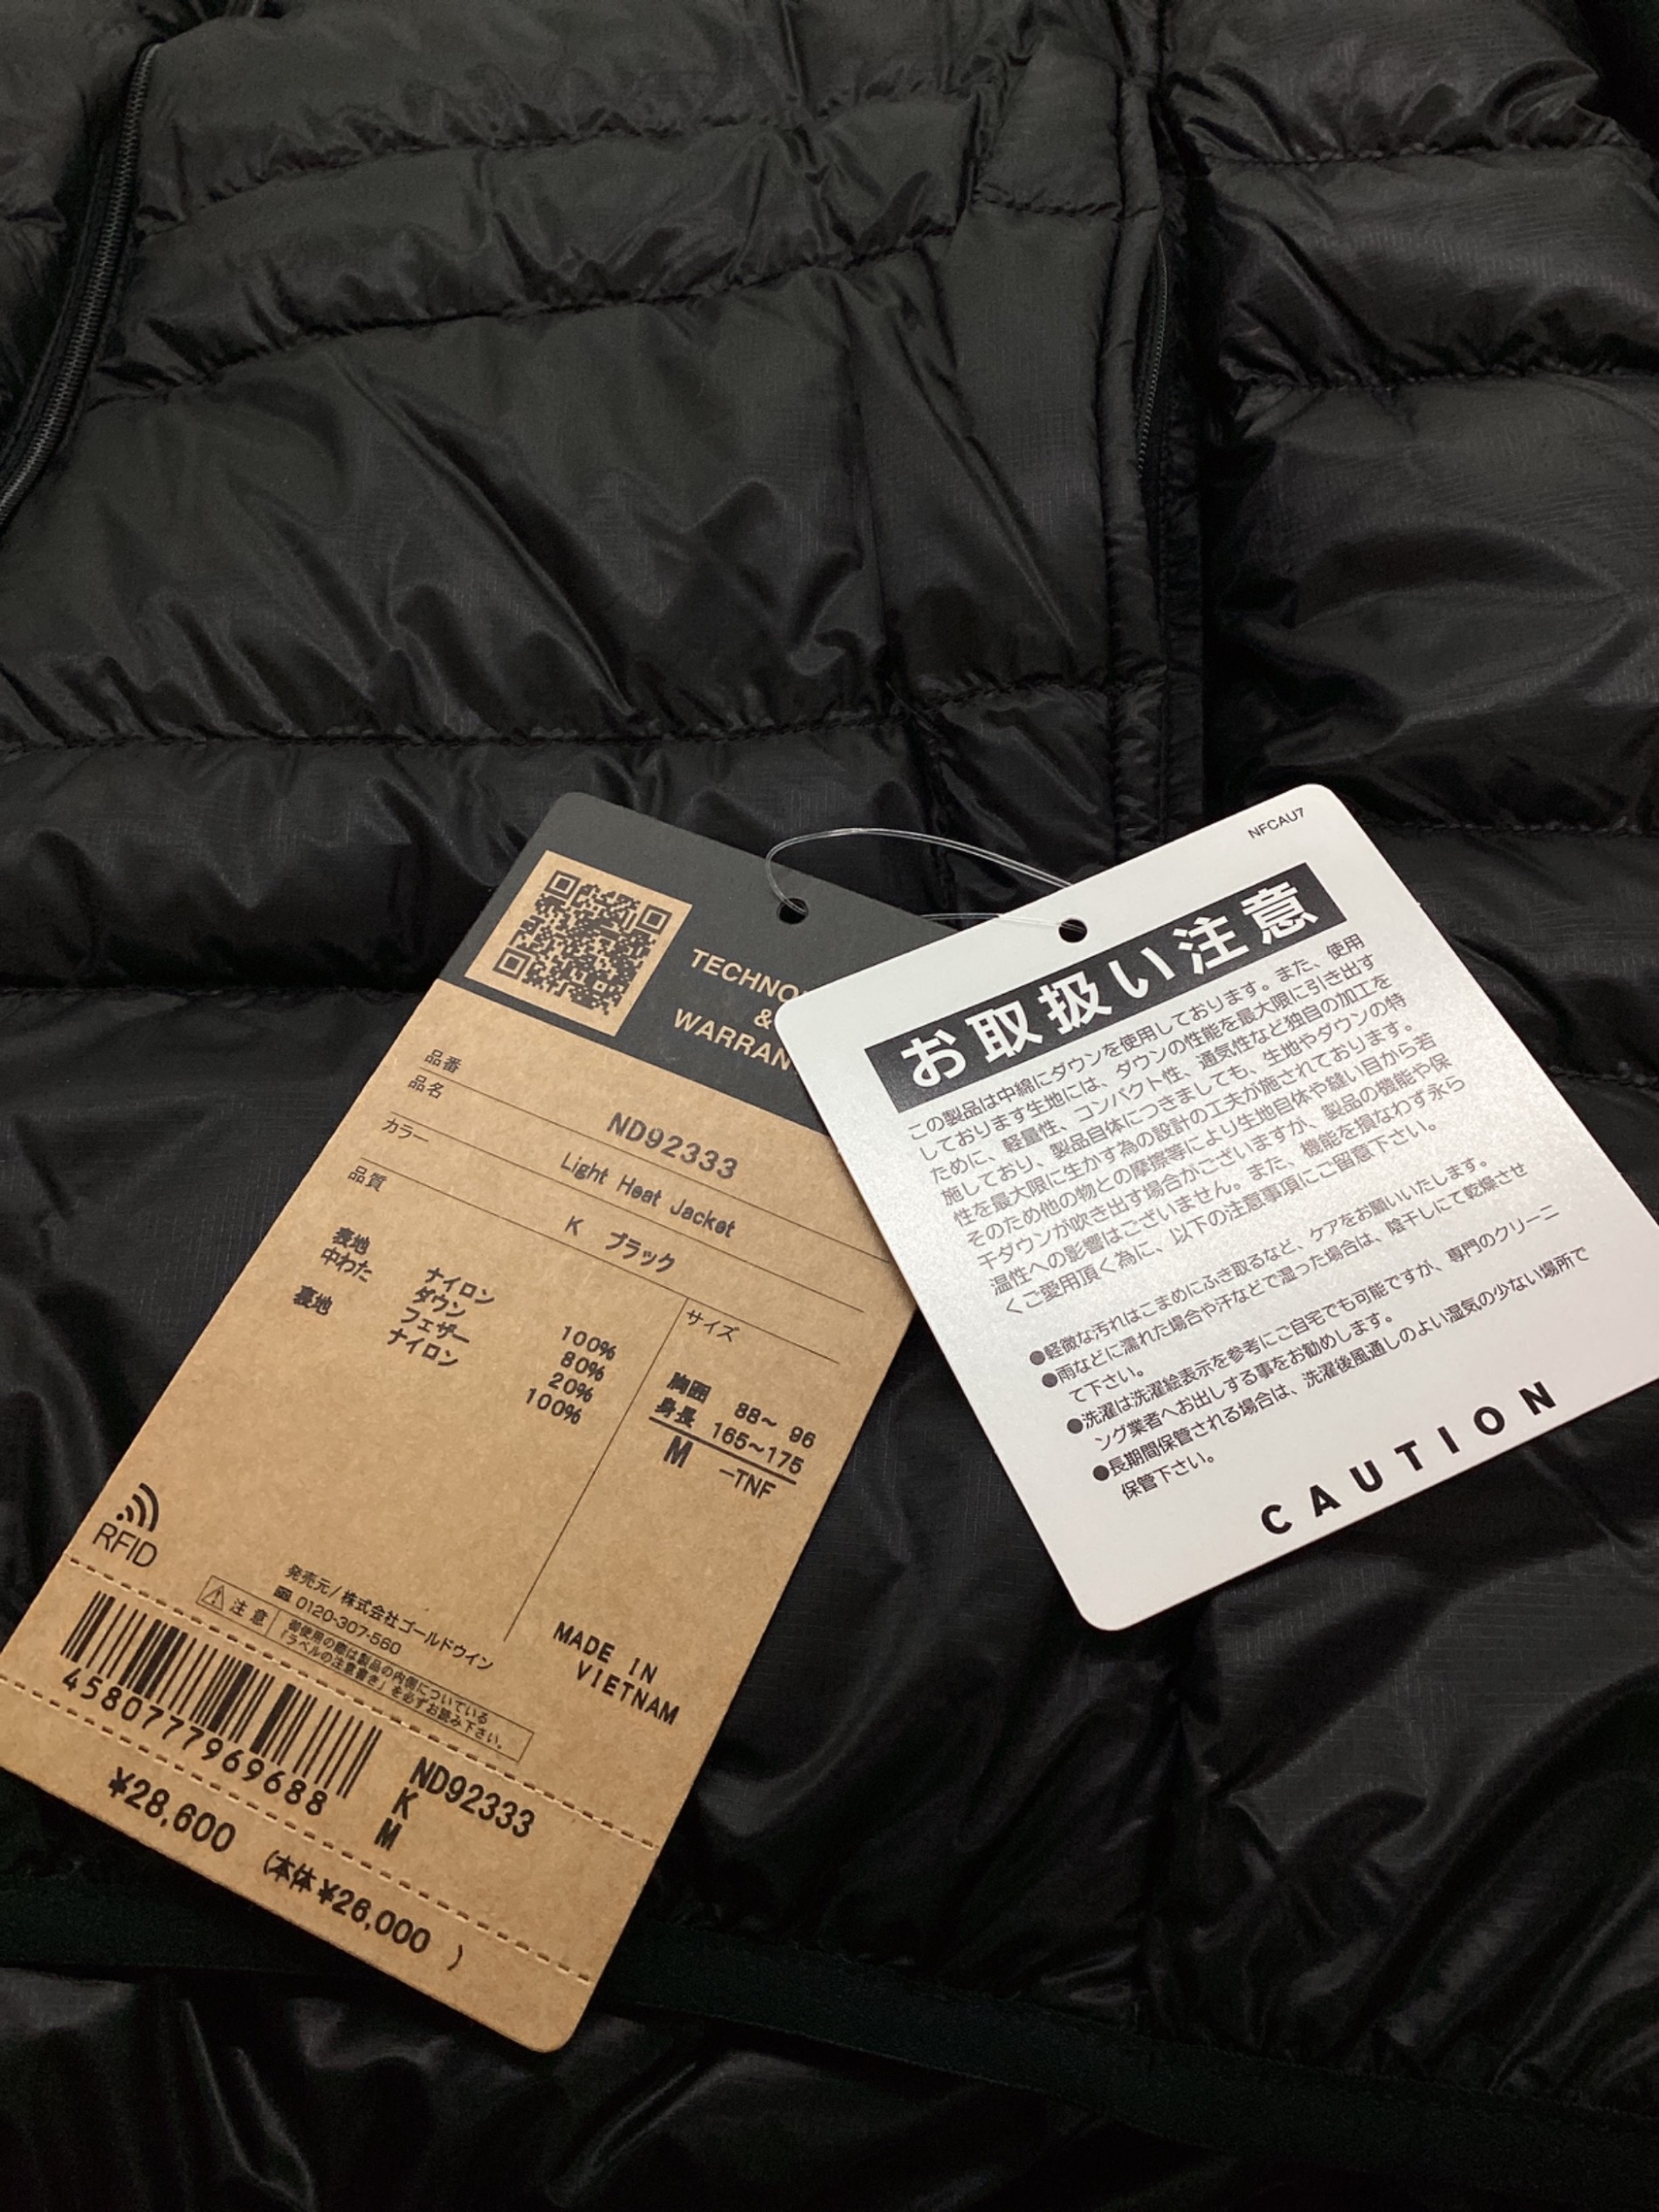 TECHNO
&
WARRAN
品番
ND92333
品名
Light Heat Jacket
カラー
K ブラック
品質
表地 ナイロン 100%
中わた ダウン 80%
フェザー 20%
裏地 ナイロン 100%
サイズ
胸囲 88～ 96
身長 165～175
M -TNF
RFID
発売元/株式会社ゴールドウイン
0120-307-560
注意 御使用の際は製品の内側についている
「ラベルの注意書き」を必ずお読み下さい。
MADE IN
VIETNAM
4580777969688
ND92333
K
M
¥28,600 (本体¥26,000 )
NFCAU7
お取扱い注意
この製品は中綿にダウンを使用しております。また、使用
しております生地には、ダウンの性能を最大限に引き出す
ために、軽量性、コンパクト性、通気性など独自の加工を
施しており、製品自体につきましても、生地やダウンの特
性を最大限に生かす為の設計の工夫が施されております。
そのため他の物との摩擦等により生地自体や縫い目から若
干ダウンが吹き出す場合がございますが、製品の機能や保
温性への影響はございません。また、機能を損なわず永ら
くご愛用頂く為に、以下の注意事項にご留意下さい。
●軽微な汚れはこまめにふき取るなど、ケアをお願いいたします。
●雨などに濡れた場合や汗などで湿った場合は、陰干しにて乾燥させ
て下さい。
●洗濯は洗濯絵表示を参考にご自宅でも可能ですが、専門のクリーニ
ング業者へお出しする事をお勧めします。
●長期間保管される場合は、洗濯後風通しのよい湿気の少ない場所で
保管下さい。
CAUTION